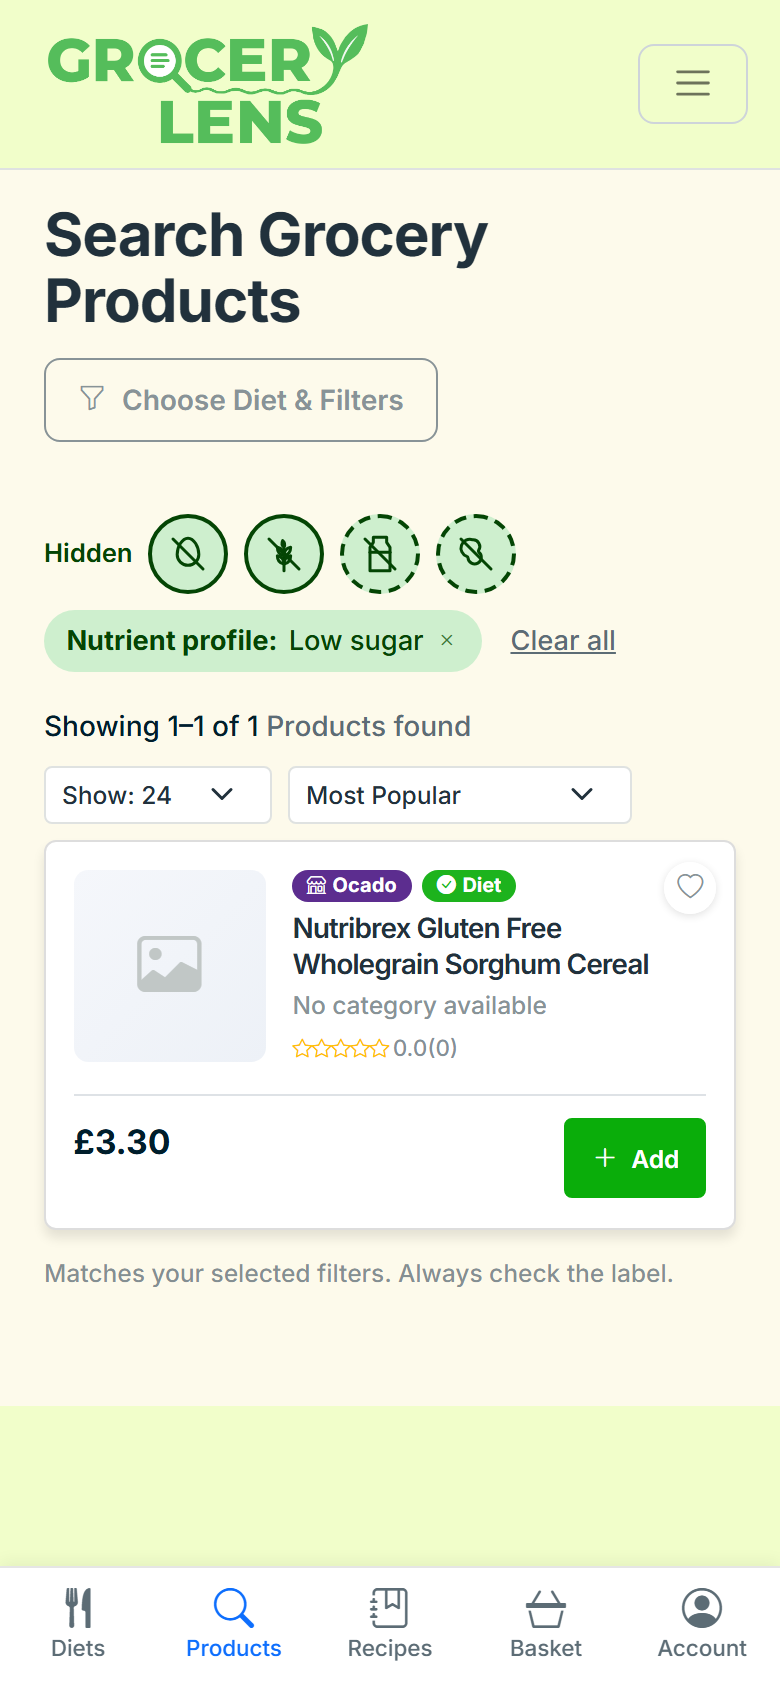 GROCERY
LENS
Search Grocery
Products
Choose Diet & Filters
Hidden
Nutrient profile: Low sugar × Clear all
Showing 1–1 of 1 Products found
Show: 24 Most Popular
Ocado Diet
Nutribrex Gluten Free
Wholegrain Sorghum Cereal
No category available
0.0(0)
£3.30
+ Add
Matches your selected filters. Always check the label.
Diets Products Recipes Basket Account